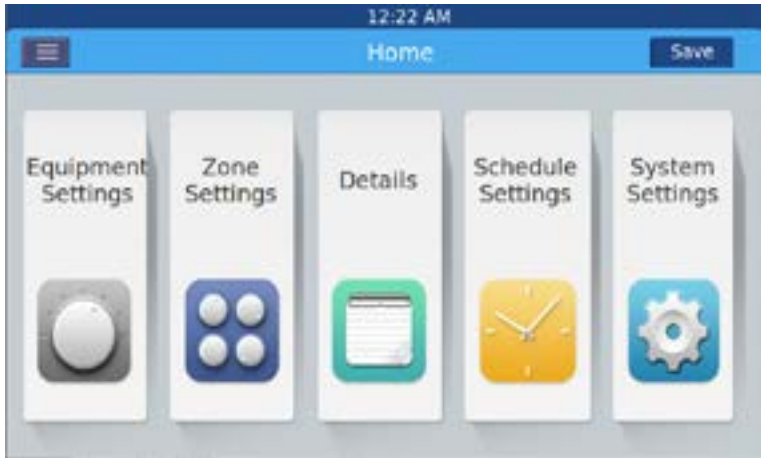 12:22 AM
Home
Save
Equipment
Settings
Zone
Settings
Details
Schedule
Settings
System
Settings